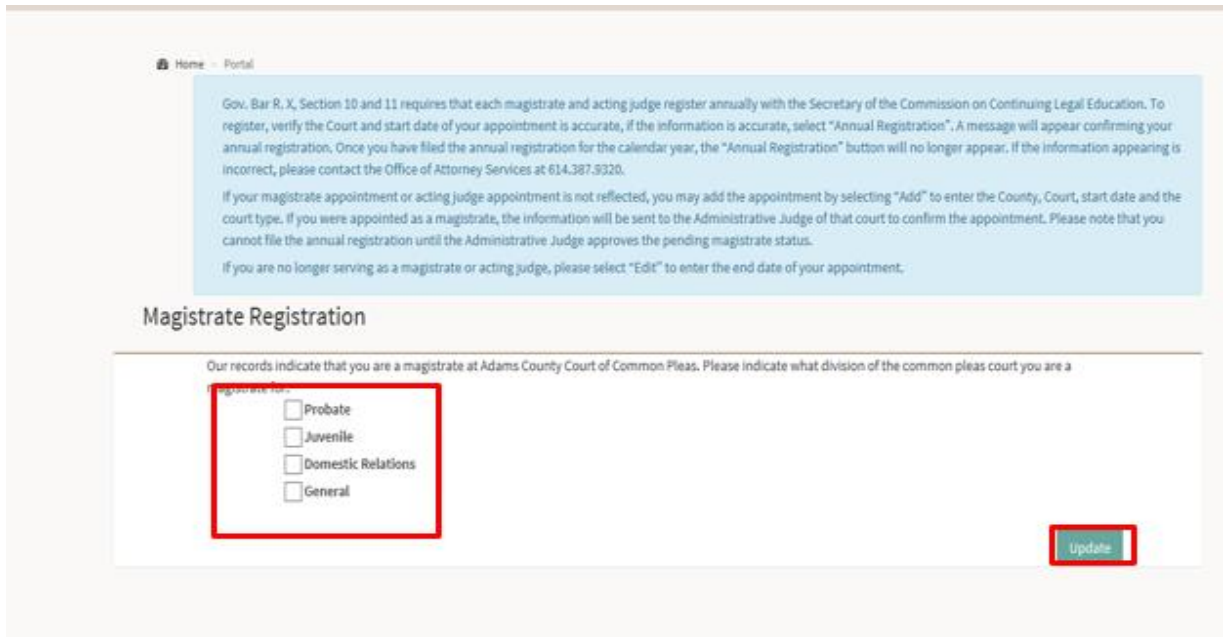 Home - Portal
Gov. Bar R. X, Section 10 and 11 requires that each magistrate and acting judge register annually with the Secretary of the Commission on Continuing Legal Education. To
register, verify the Court and start date of your appointment is accurate, if the information is accurate, select "Annual Registration". A message will appear confirming your
annual registration. Once you have filed the annual registration for the calendar year, the "Annual Registration" button will no longer appear. If the information appearing is
incorrect, please contact the Office of Attorney Services at 614.387.9320.
If your magistrate appointment or acting judge appointment is not reflected, you may add the appointment by selecting "Add" to enter the County, Court, start date and the
court type. If you were appointed as a magistrate, the information will be sent to the Administrative Judge of that court to confirm the appointment. Please note that you
cannot file the annual registration until the Administrative Judge approves the pending magistrate status.
If you are no longer serving as a magistrate or acting judge, please select "Edit" to enter the end date of your appointment.
Magistrate Registration
Our records indicate that you are a magistrate at Adams County Court of Common Pleas. Please indicate what division of the common pleas court you are a
magistrate for:
Probate
Juvenile
Domestic Relations
General
Update